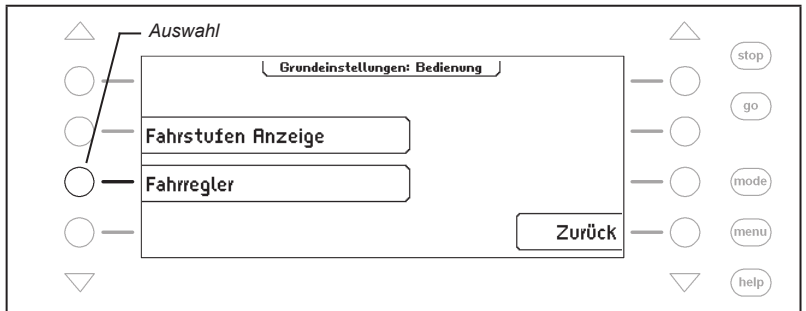 Auswahl
Grundeinstellungen: Bedienung
stop
go
Fahrstufen Anzeige
Fahrregler
mode
Zurück
menu
help